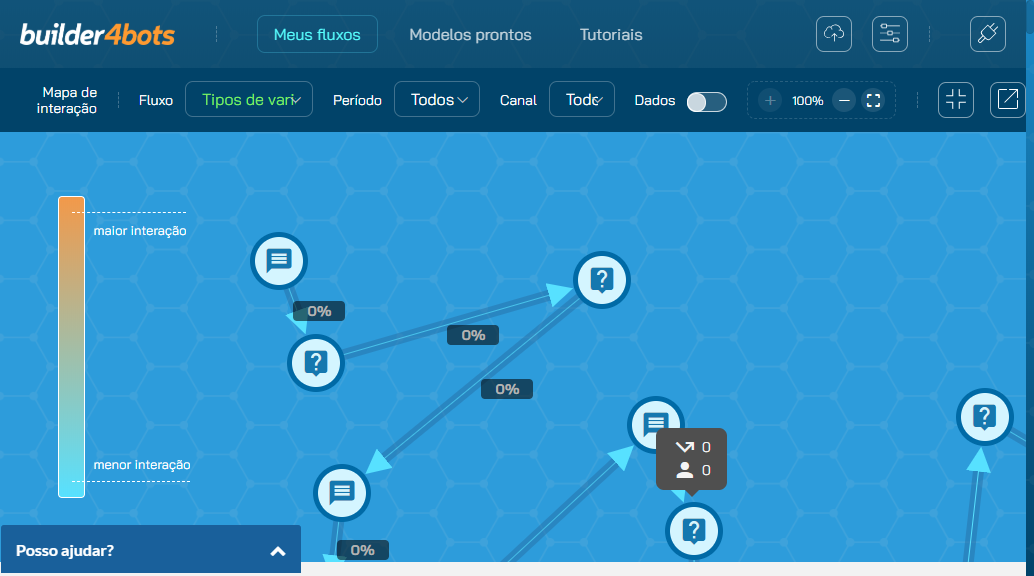 builder4bots
Meus fluxos
Modelos prontos
Tutoriais
Mapa de
interação
Fluxo
Tipos de vari
Período
Todos
Canal
Todo
Dados
100%
maior interação
0%
0%
0%
0
0
menor interação
0%
Posso ajudar?